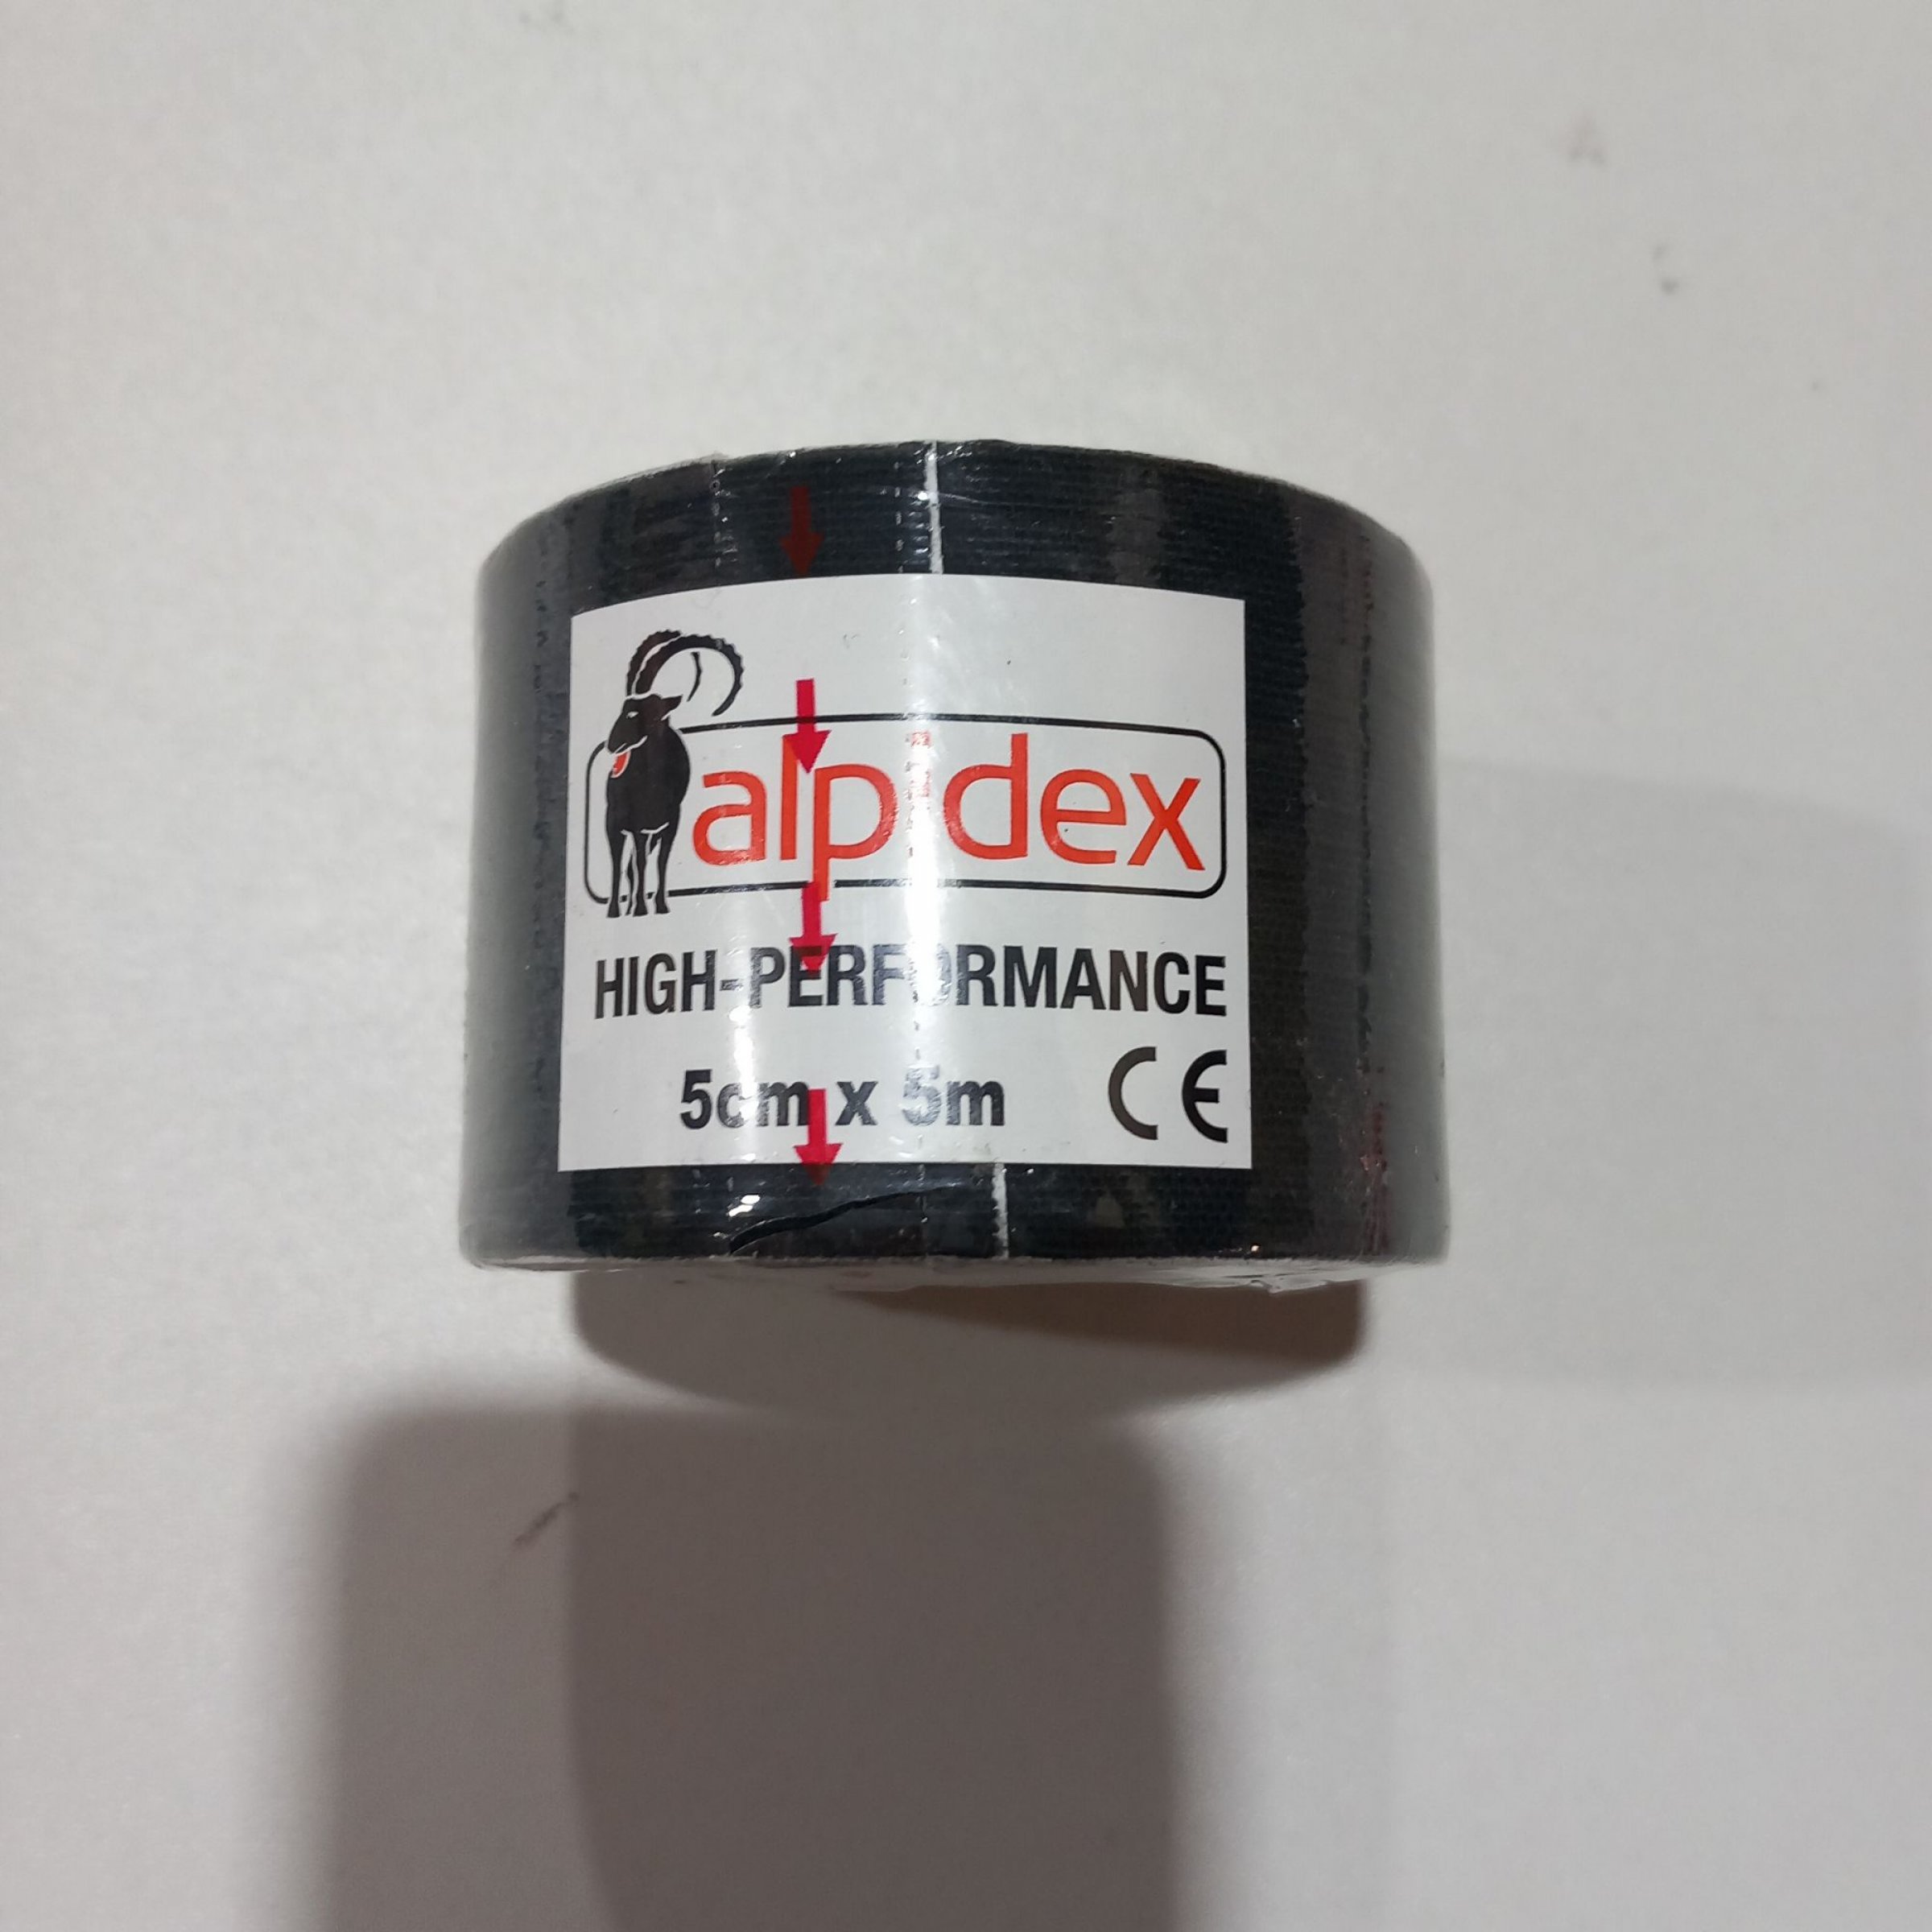 alpidex
HIGH-PERFORMANCE
5cm x 5m CE